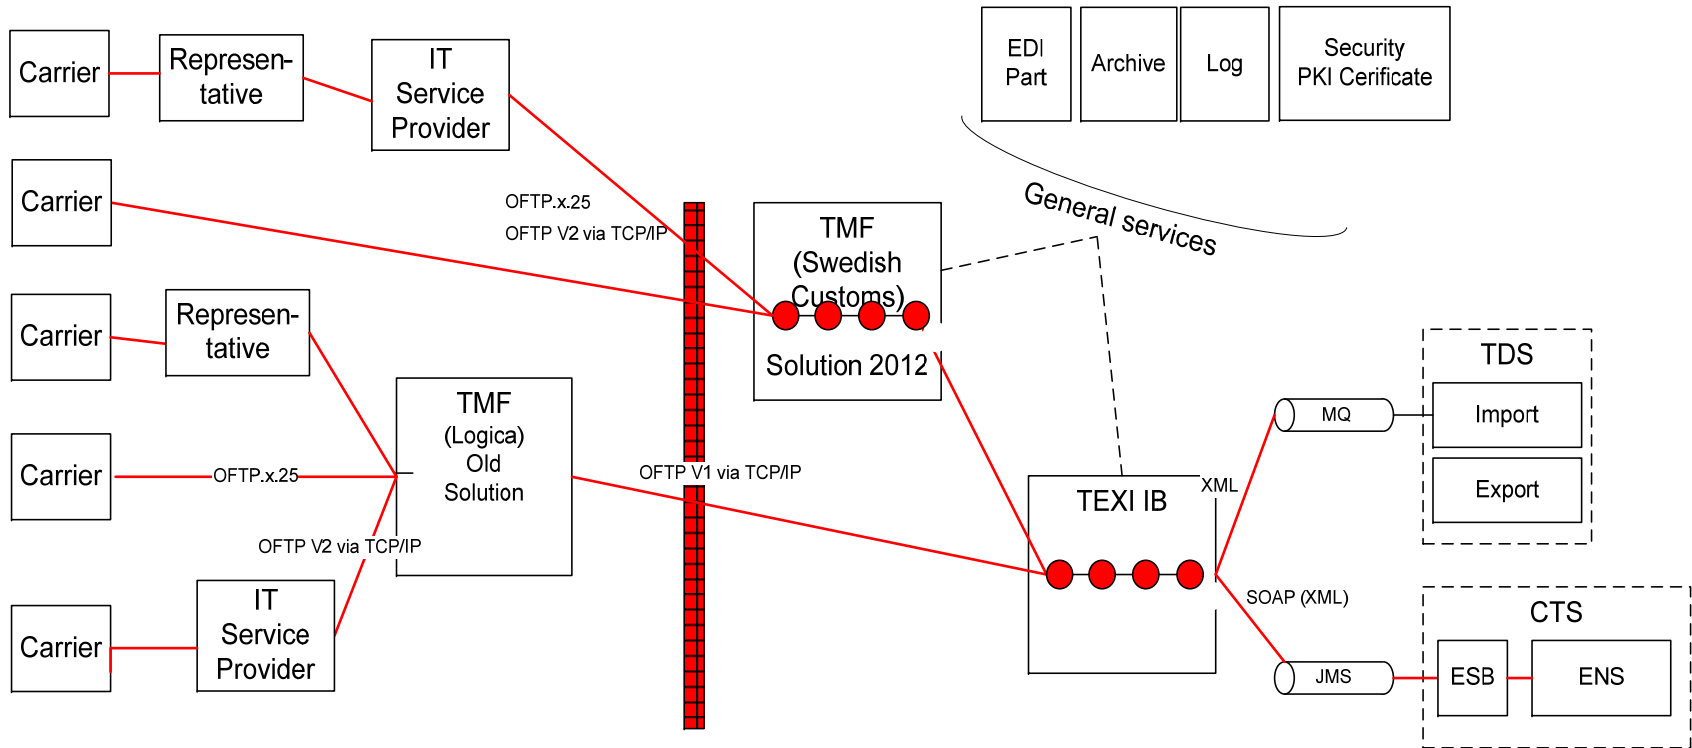 Carrier
Represen-
tative
IT
Service
Provider
EDI
Part
Archive
Log
Security
PKI Cerificate
General services
Carrier
OFTP.x.25
OFTP V2 via TCP/IP
TMF
(Swedish
Customs)
Solution 2012
Carrier
Represen-
tative
TMF
(Logica)
Old
Solution
Carrier
OFTP.x.25
OFTP V2 via TCP/IP
OFTP V1 via TCP/IP
Carrier
IT
Service
Provider
TEXI IB
XML
MQ
TDS
Import
Export
SOAP (XML)
JMS
CTS
ESB
ENS